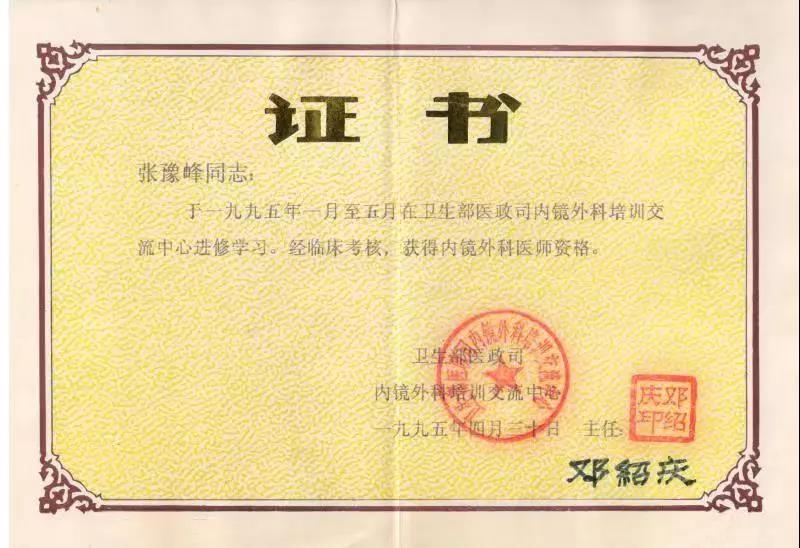 证书
张豫峰同志:
于一九九五年一月至五月在卫生部医政司内镜外科培训交
流中心进修学习。经临床考核,获得内镜外科医师资格。
卫生部医政司
内镜外科培训交流中心
一九九五年四月三十日 主任:
邓绍庆印
邓紹庆